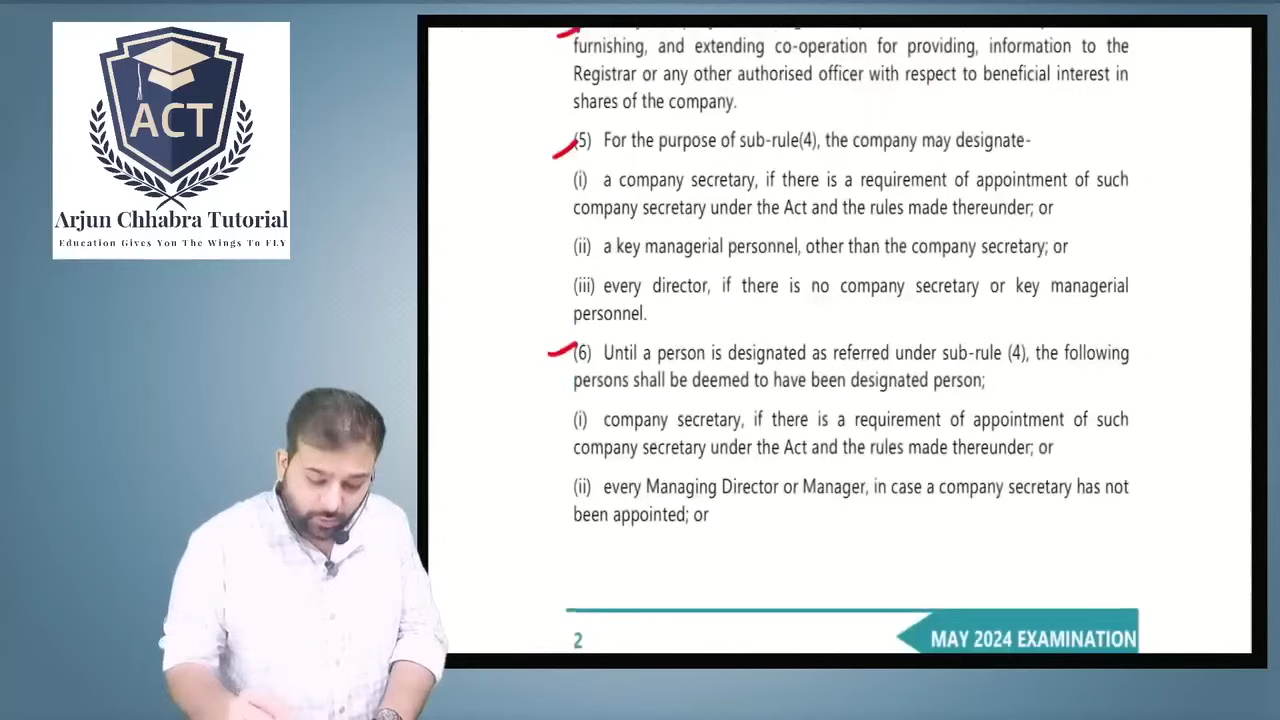 ACT
Arjun Chhabra Tutorial
Education Gives You The Wings To FLY
furnishing, and extending co-operation for providing, information to the
Registrar or any other authorised officer with respect to beneficial interest in
shares of the company.
(5) For the purpose of sub-rule(4), the company may designate-
(i) a company secretary, if there is a requirement of appointment of such
company secretary under the Act and the rules made thereunder; or
(ii) a key managerial personnel, other than the company secretary; or
(iii) every director, if there is no company secretary or key managerial
personnel.
(6) Until a person is designated as referred under sub-rule (4), the following
persons shall be deemed to have been designated person;
(i) company secretary, if there is a requirement of appointment of such
company secretary under the Act and the rules made thereunder; or
(ii) every Managing Director or Manager, in case a company secretary has not
been appointed; or
2
MAY 2024 EXAMINATION